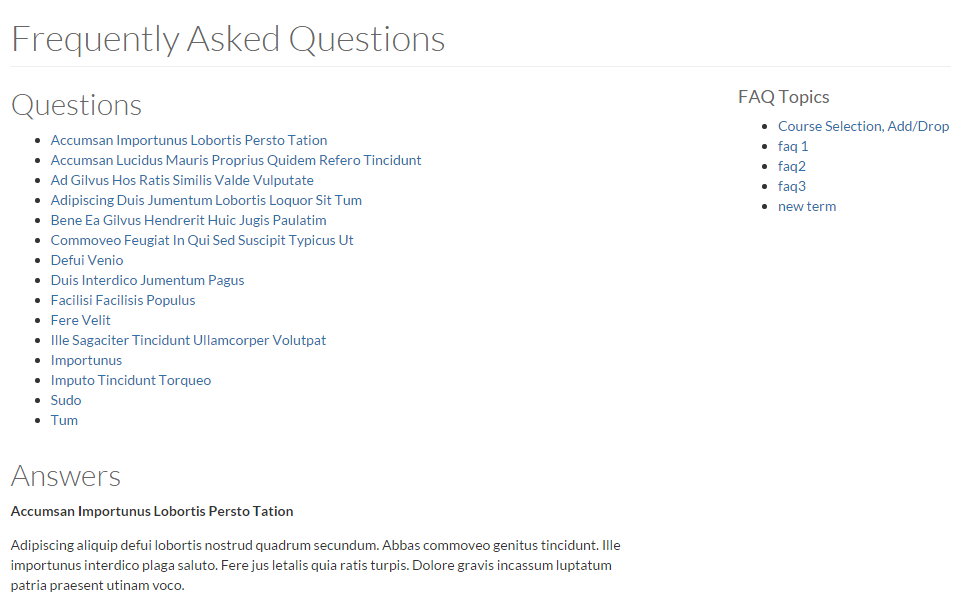 Frequently Asked Questions
Questions
Accumsan Importunus Lobortis Persto Tation
Accumsan Lucidus Mauris Proprius Quidem Refero Tincidunt
Ad Gilvus Hos Ratis Similis Valde Vulputate
Adipiscing Duis Jumentum Lobortis Loquor Sit Tum
Bene Ea Gilvus Hendrerit Huic Jugis Paulatim
Commoveo Feugiat In Qui Sed Suscipit Typicus Ut
Defui Venio
Duis Interdico Jumentum Pagus
Facilisi Facilisis Populus
Fere Velit
Ille Sagaciter Tincidunt Ullamcorper Volutpat
Importunus
Imputo Tincidunt Torqueo
Sudo
Tum
FAQ Topics
Course Selection, Add/Drop
faq 1
faq2
faq3
new term
Answers
Accumsan Importunus Lobortis Persto Tation
Adipiscing aliquip defui lobortis nostrud quadrum secundum. Abbas commoveo genitus tincidunt. Ille
importunus interdico plaga saluto. Fere jus letalis quia ratis turpis. Dolore gravis incassum luptatum
patria praesent utinam voco.